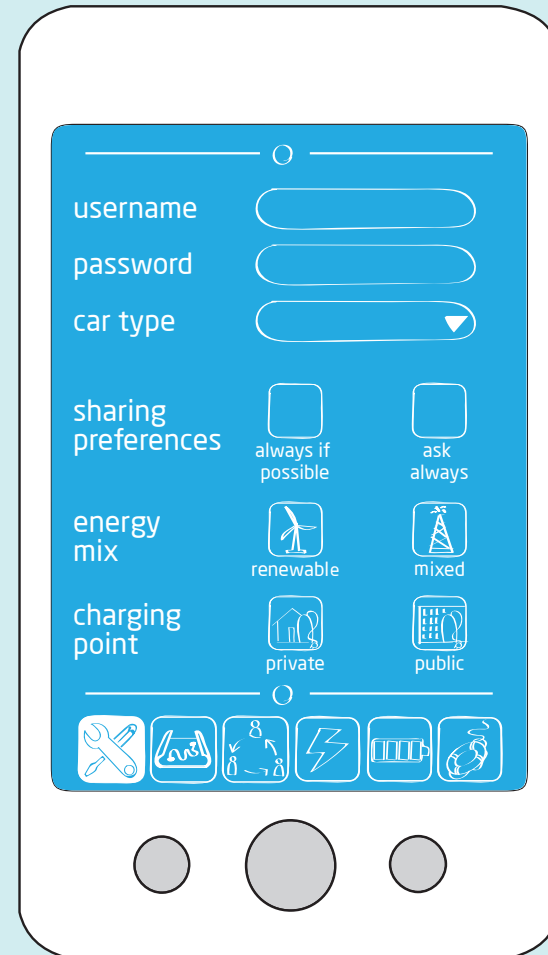 username
password
car type
sharing
preferences
always if
possible
ask
always
energy
mix
renewable
mixed
charging
point
private
public